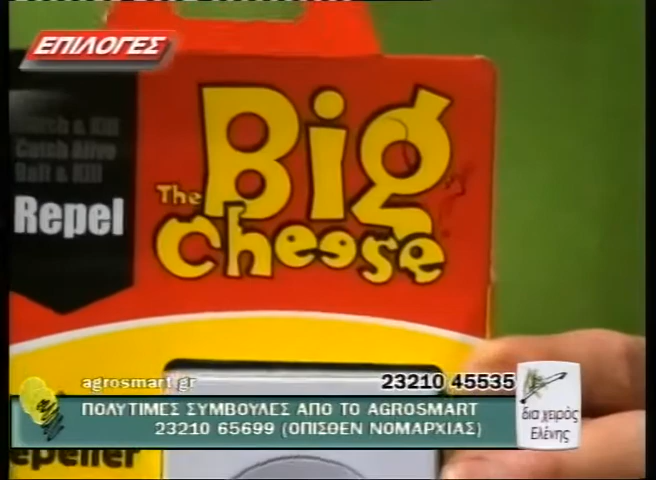 ΕΠΙΛΟΓΕΣ
Catch & Kill
Catch Alive
Bait & Kill
Repel
The
Big
Cheese
agrosmart.gr
23210 45535
ΠΟΛΥΤΙΜΕΣ ΣΥΜΒΟΥΛΕΣ ΑΠΟ ΤΟ AGROSMART
23210 65699 (ΟΠΙΣΘΕΝ ΝΟΜΑΡΧΙΑΣ)
δια χειρός
Ελένης
epeller